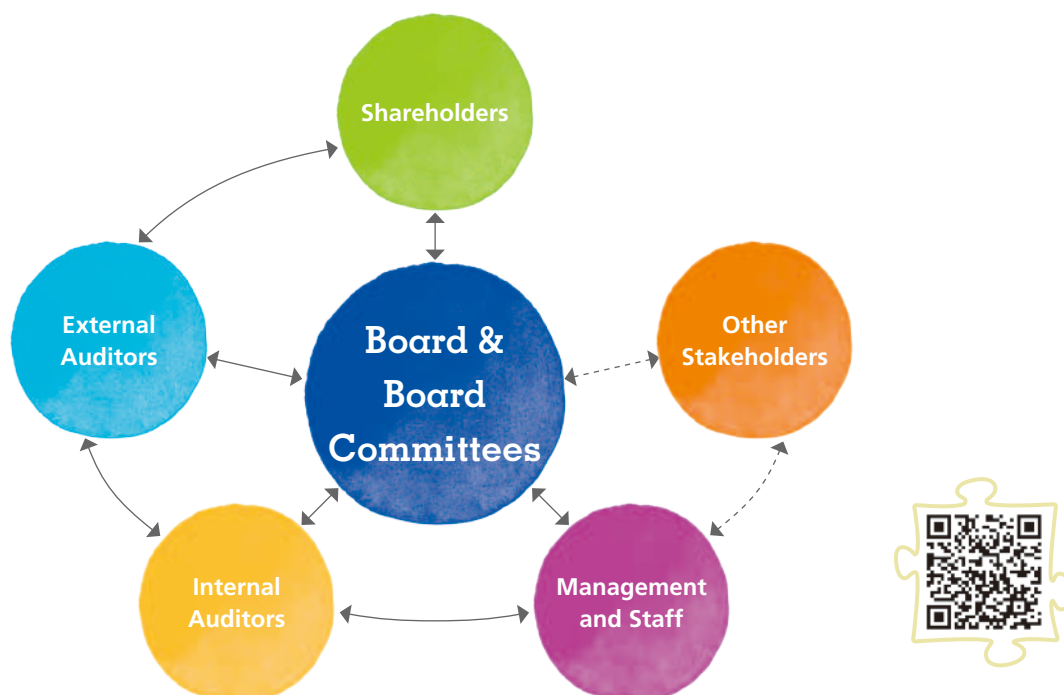 Shareholders
External
Auditors
Board &
Board
Committees
Other
Stakeholders
Internal
Auditors
Management
and Staff